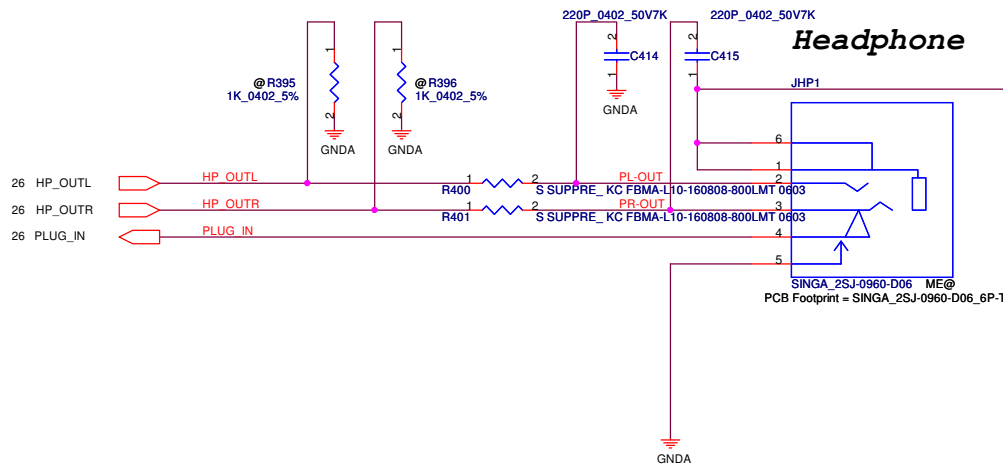 220P_0402_50V7K 220P_0402_50V7K
Headphone
2 C414 1
2 C415 1
JHP1
1 @ R395 1K_0402_5% 2
1 @ R396 1K_0402_5% 2
GNDA
GNDA
GNDA
6
1
26 HP_OUTL HP_OUTL 1 2 PL-OUT 2
R400 S SUPPRE_ KC FBMA-L10-160808-800LMT 0603
26 HP_OUTR HP_OUTR 1 2 PR-OUT 3
R401 S SUPPRE_ KC FBMA-L10-160808-800LMT 0603
26 PLUG_IN PLUG_IN 4
5
SINGA_2SJ-0960-D06 ME@
PCB Footprint = SINGA_2SJ-0960-D06_6P-T
GNDA